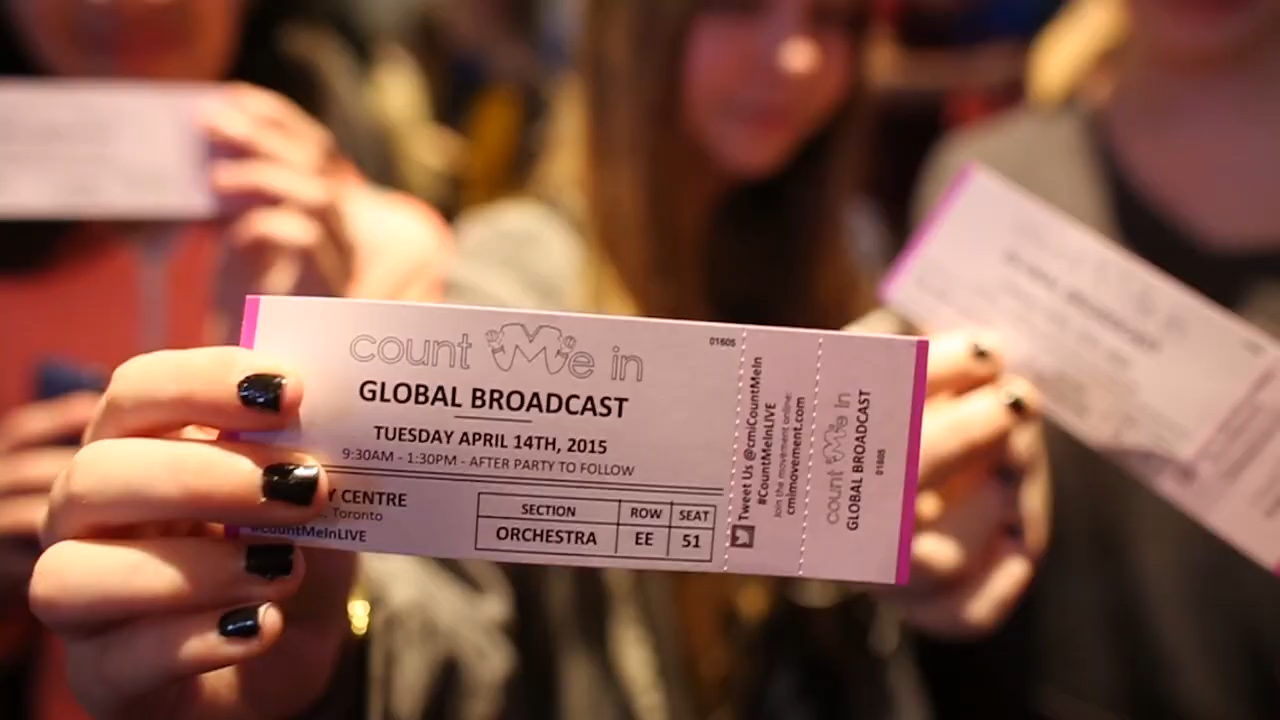 count Me in
01605
GLOBAL BROADCAST
TUESDAY APRIL 14TH, 2015
9:30AM - 1:30PM - AFTER PARTY TO FOLLOW
Y CENTRE
Toronto
#CountMeInLIVE
SECTION ROW SEAT
ORCHESTRA EE 51
Tweet Us @cmiCountMeIn
#CountMeInLIVE
Join the movement online:
cmimovement.com
count Me in
GLOBAL BROADCAST
01605